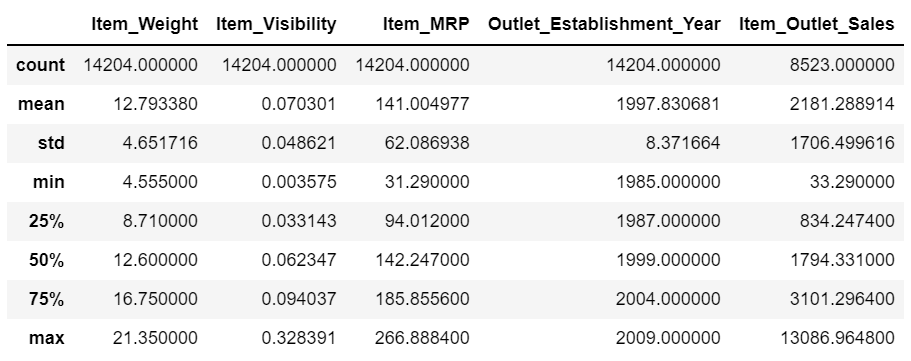 Item_Weight Item_Visibility Item_MRP Outlet_Establishment_Year Item_Outlet_Sales
count 14204.000000 14204.000000 14204.000000 14204.000000 8523.000000
mean 12.793380 0.070301 141.004977 1997.830681 2181.288914
std 4.651716 0.048621 62.086938 8.371664 1706.499616
min 4.555000 0.003575 31.290000 1985.000000 33.290000
25% 8.710000 0.033143 94.012000 1987.000000 834.247400
50% 12.600000 0.062347 142.247000 1999.000000 1794.331000
75% 16.750000 0.094037 185.855600 2004.000000 3101.296400
max 21.350000 0.328391 266.888400 2009.000000 13086.964800